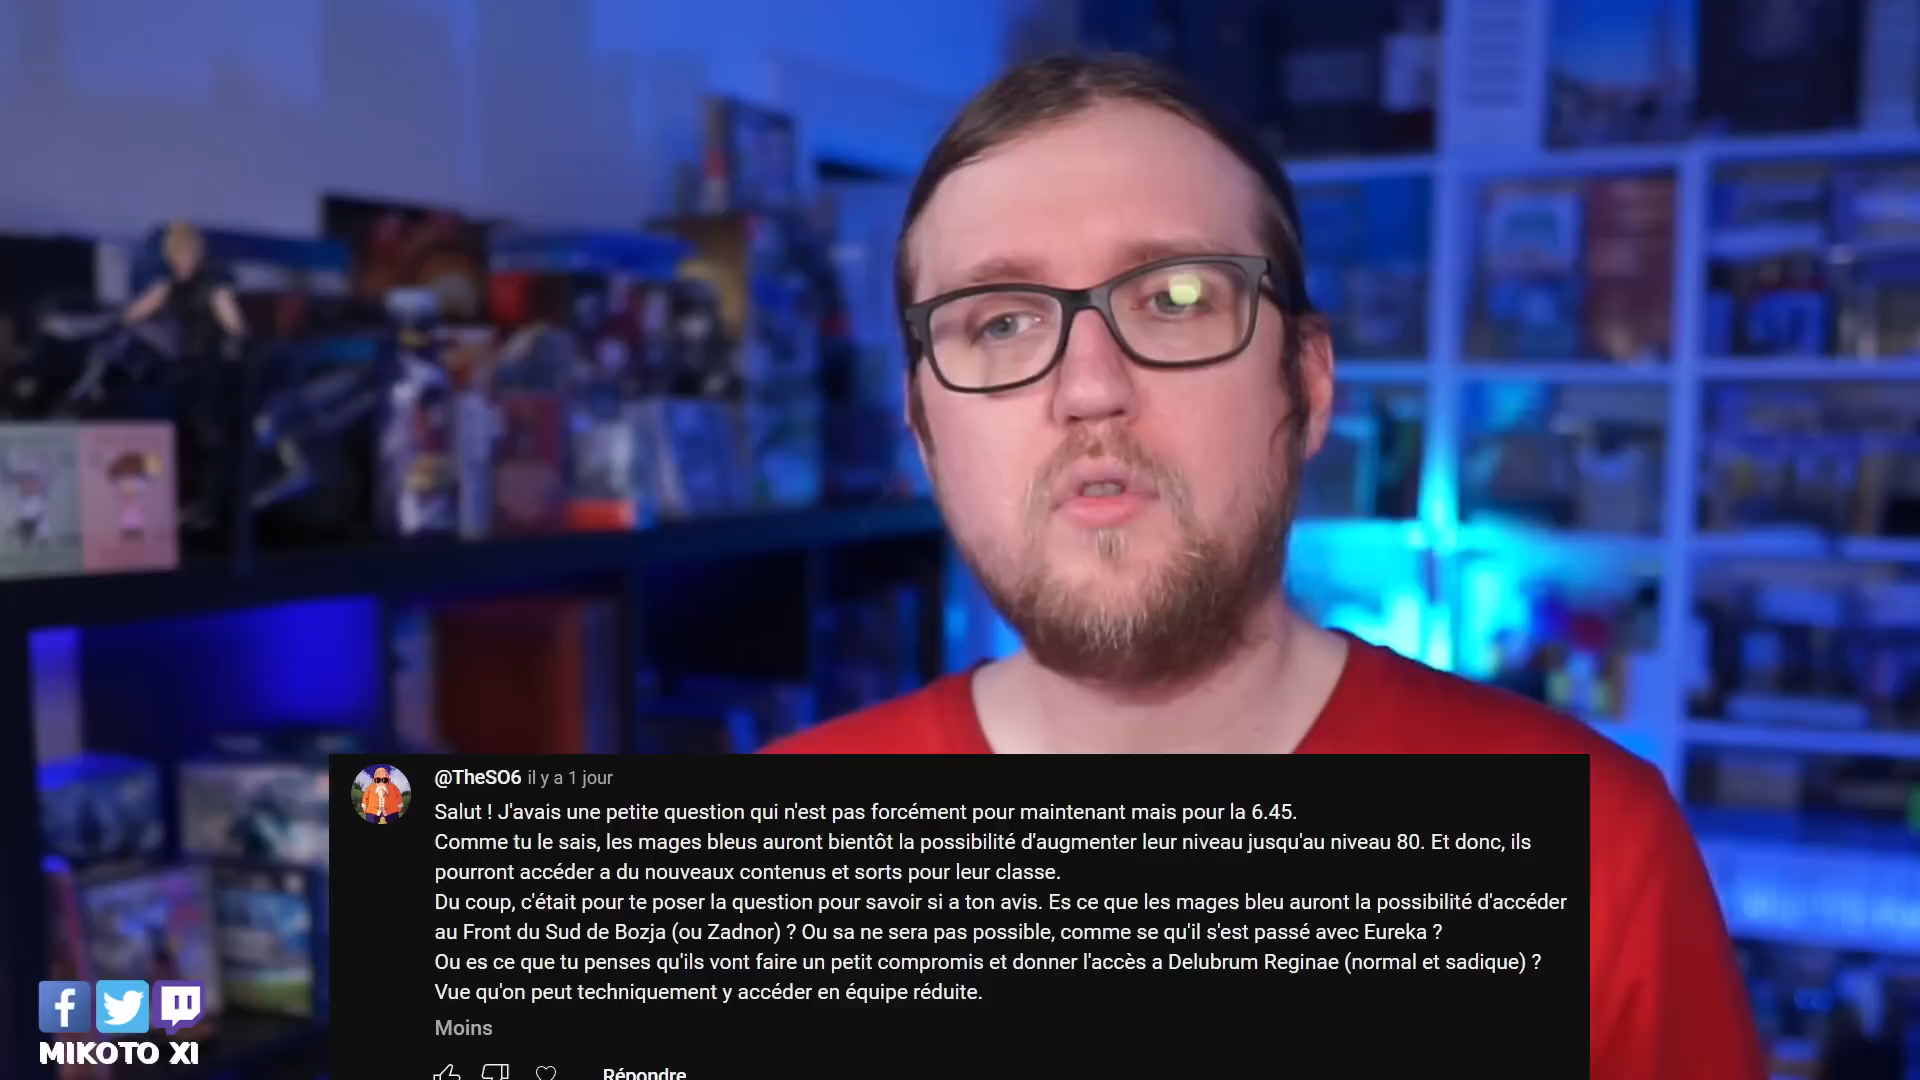 @TheSO6 il y a 1 jour
Salut ! J'avais une petite question qui n'est pas forcément pour maintenant mais pour la 6.45.
Comme tu le sais, les mages bleus auront bientôt la possibilité d'augmenter leur niveau jusqu'au niveau 80. Et donc, ils
pourront accéder a du nouveaux contenus et sorts pour leur classe.
Du coup, c'était pour te poser la question pour savoir si a ton avis. Es ce que les mages bleu auront la possibilité d'accéder
au Front du Sud de Bozja (ou Zadnor) ? Ou sa ne sera pas possible, comme se qu'il s'est passé avec Eureka ?
Ou es ce que tu penses qu'ils vont faire un petit compromis et donner l'accès a Delubrum Reginae (normal et sadique) ?
Vue qu'on peut techniquement y accéder en équipe réduite.
Moins
Répondre
MIKOTO XI